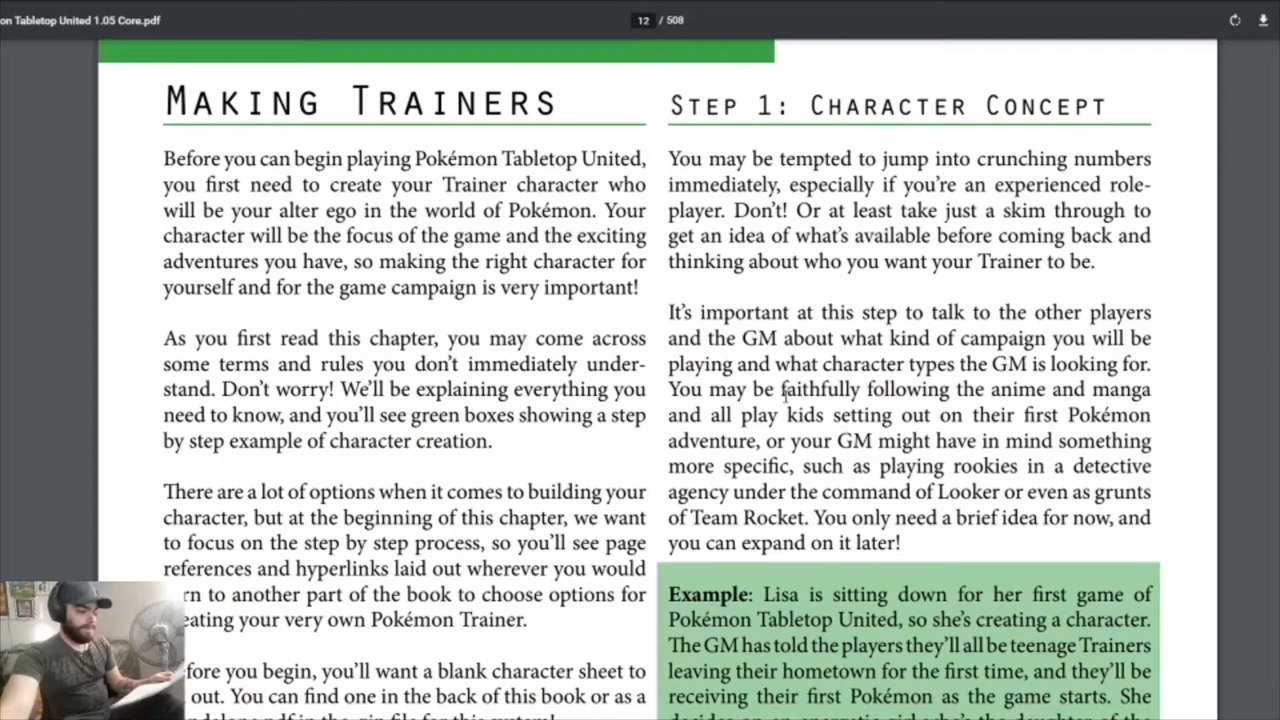 on Tabletop United 1.05 Core.pdf
12 / 508
Making Trainers
Before you can begin playing Pokémon Tabletop United,
you first need to create your Trainer character who
will be your alter ego in the world of Pokémon. Your
character will be the focus of the game and the exciting
adventures you have, so making the right character for
yourself and for the game campaign is very important!
As you first read this chapter, you may come across
some terms and rules you don't immediately under-
stand. Don't worry! We'll be explaining everything you
need to know, and you'll see green boxes showing a step
by step example of character creation.
There are a lot of options when it comes to building your
character, but at the beginning of this chapter, we want
to focus on the step by step process, so you'll see page
references and hyperlinks laid out wherever you would
rn to another part of the book to choose options for
eating your very own Pokémon Trainer.
fore you begin, you'll want a blank character sheet to
out. You can find one in the back of this book or as a
ndalone pdf in the .zip file for this system!
Step 1: Character Concept
You may be tempted to jump into crunching numbers
immediately, especially if you're an experienced role-
player. Don't! Or at least take just a skim through to
get an idea of what's available before coming back and
thinking about who you want your Trainer to be.
It's important at this step to talk to the other players
and the GM about what kind of campaign you will be
playing and what character types the GM is looking for.
You may be faithfully following the anime and manga
and all play kids setting out on their first Pokémon
adventure, or your GM might have in mind something
more specific, such as playing rookies in a detective
agency under the command of Looker or even as grunts
of Team Rocket. You only need a brief idea for now, and
you can expand on it later!
Example: Lisa is sitting down for her first game of
Pokémon Tabletop United, so she's creating a character.
The GM has told the players they'll all be teenage Trainers
leaving their hometown for the first time, and they'll be
receiving their first Pokémon as the game starts. She
decides on an energetic girl who's the daughter of the